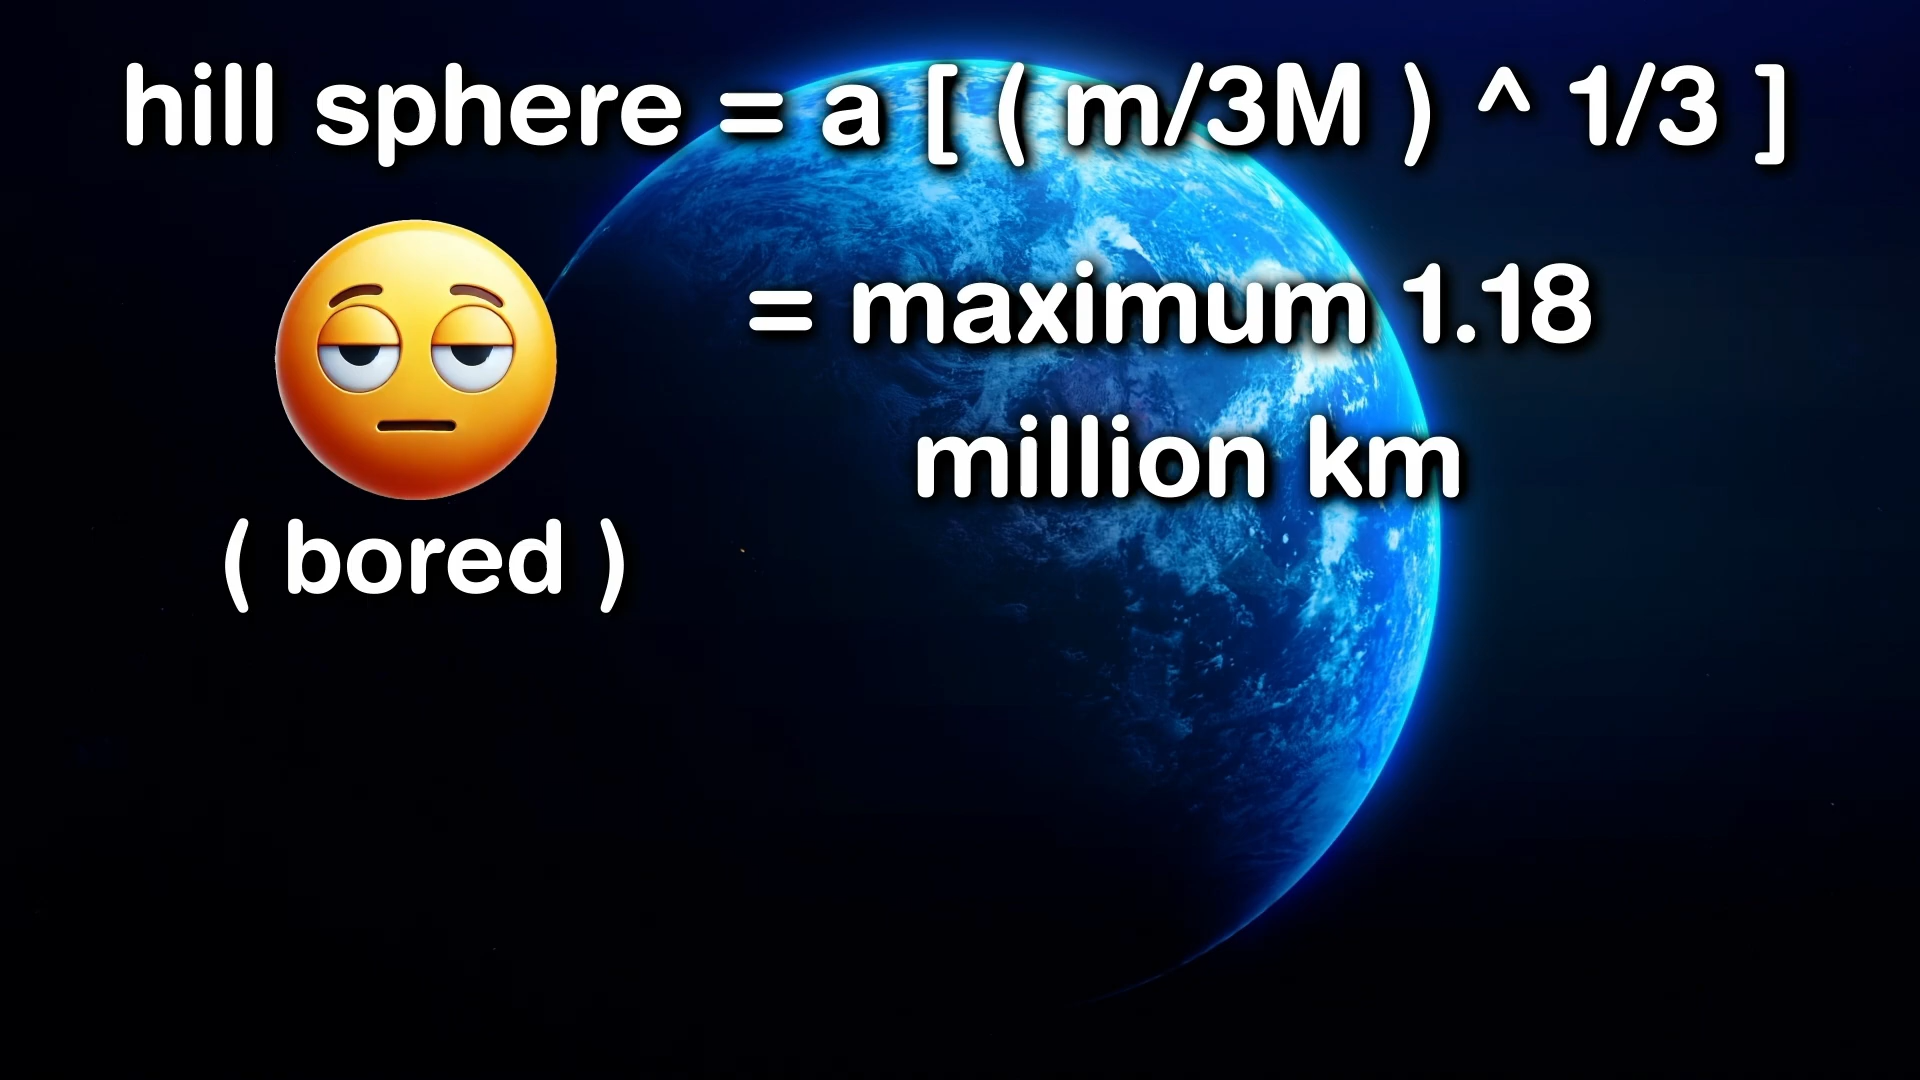 hill sphere = a [ ( m/3M ) ^ 1/3 ]
= maximum 1.18
million km
( bored )